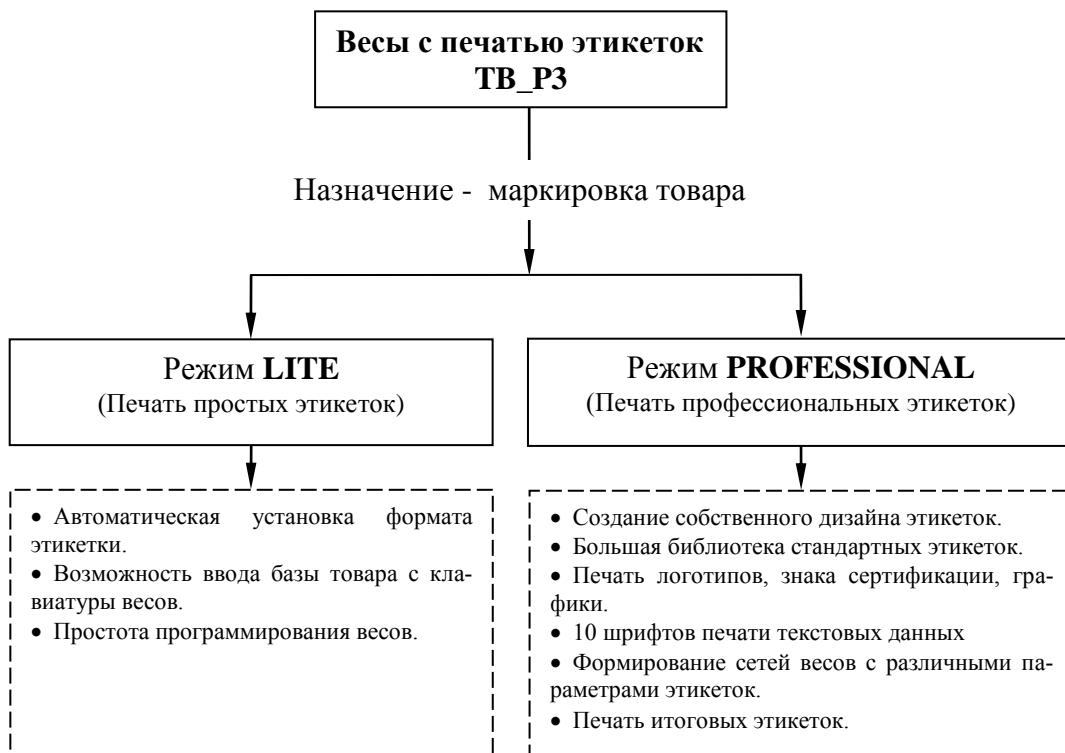 Весы с печатью этикеток
ТВ_Р3
Назначение - маркировка товара
Режим LITE
(Печать простых этикеток)
• Автоматическая установка формата
этикетки.
• Возможность ввода базы товара с кла-
виатуры весов.
• Простота программирования весов.
Режим PROFESSIONAL
(Печать профессиональных этикеток)
• Создание собственного дизайна этикеток.
• Большая библиотека стандартных этикеток.
• Печать логотипов, знака сертификации, гра-
фики.
• 10 шрифтов печати текстовых данных
• Формирование сетей весов с различными па-
раметрами этикеток.
• Печать итоговых этикеток.